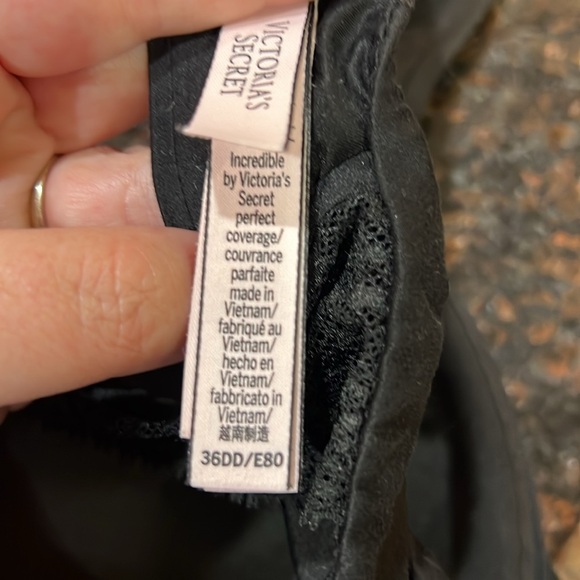 VICTORIA'S
SECRET
Incredible
by Victoria's
Secret
perfect
coverage/
couvrance
parfaite
made in
Vietnam/
fabriqué au
Vietnam/
hecho en
Vietnam/
fabbricato in
Vietnam/
越南制造
36DD/E80